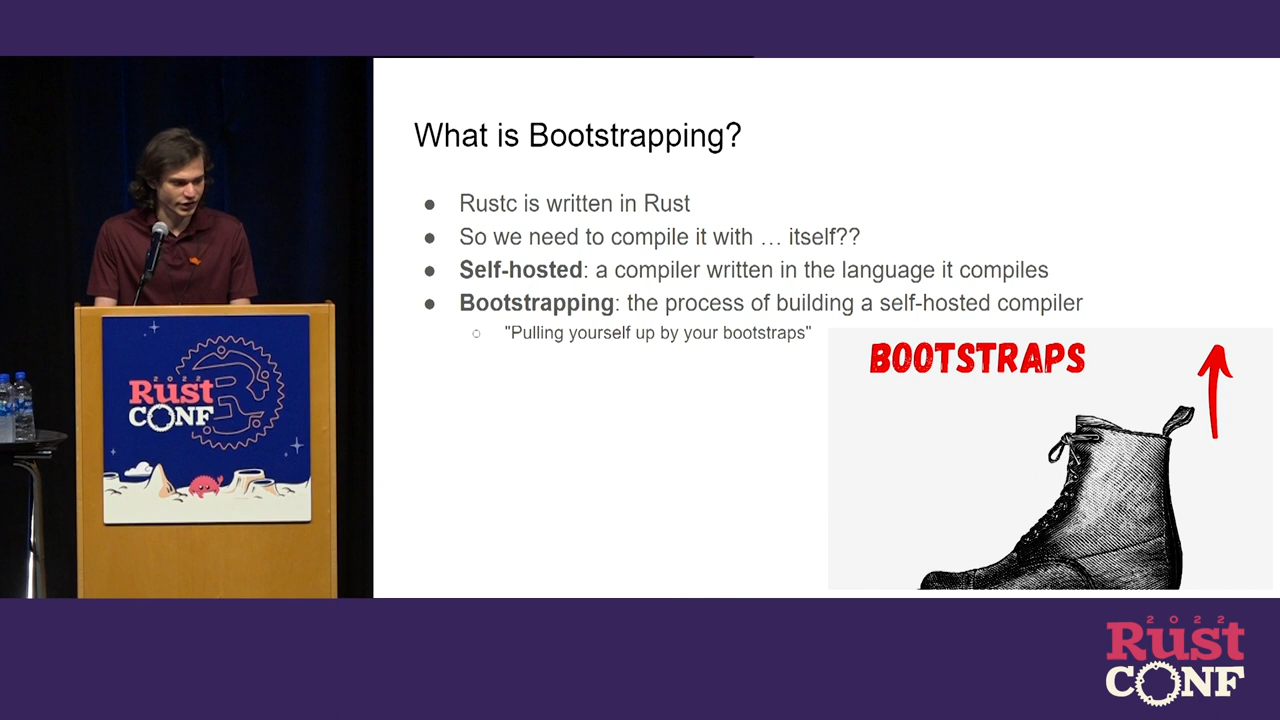 What is Bootstrapping?
● Rustc is written in Rust
● So we need to compile it with … itself??
● Self-hosted: a compiler written in the language it compiles
● Bootstrapping: the process of building a self-hosted compiler
○ "Pulling yourself up by your bootstraps"
BOOTSTRAPS
2022
Rust
CONF
R
2022
Rust
CONF